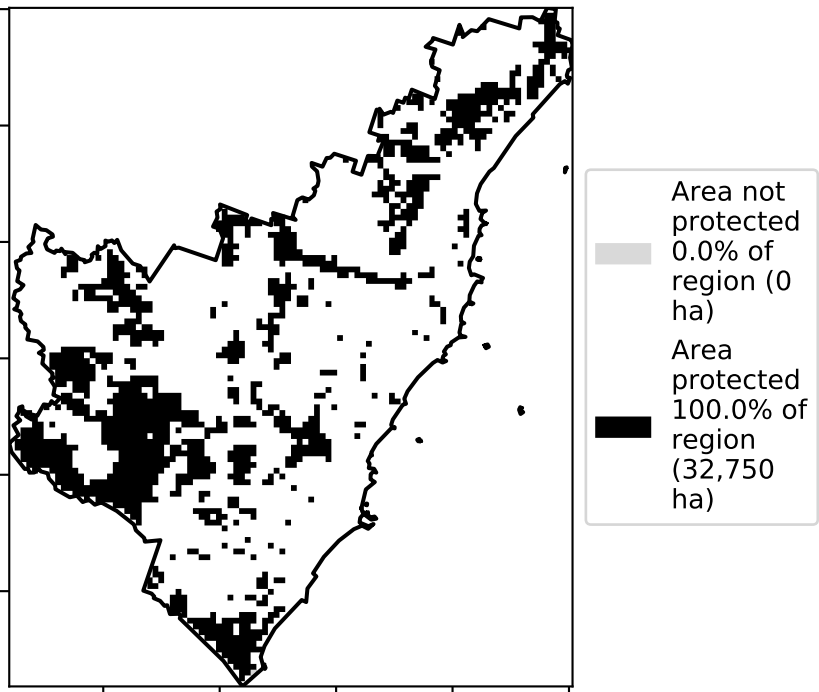 Area not
protected
0.0% of
region (0
ha)
Area
protected
100.0% of
region
(32,750
ha)